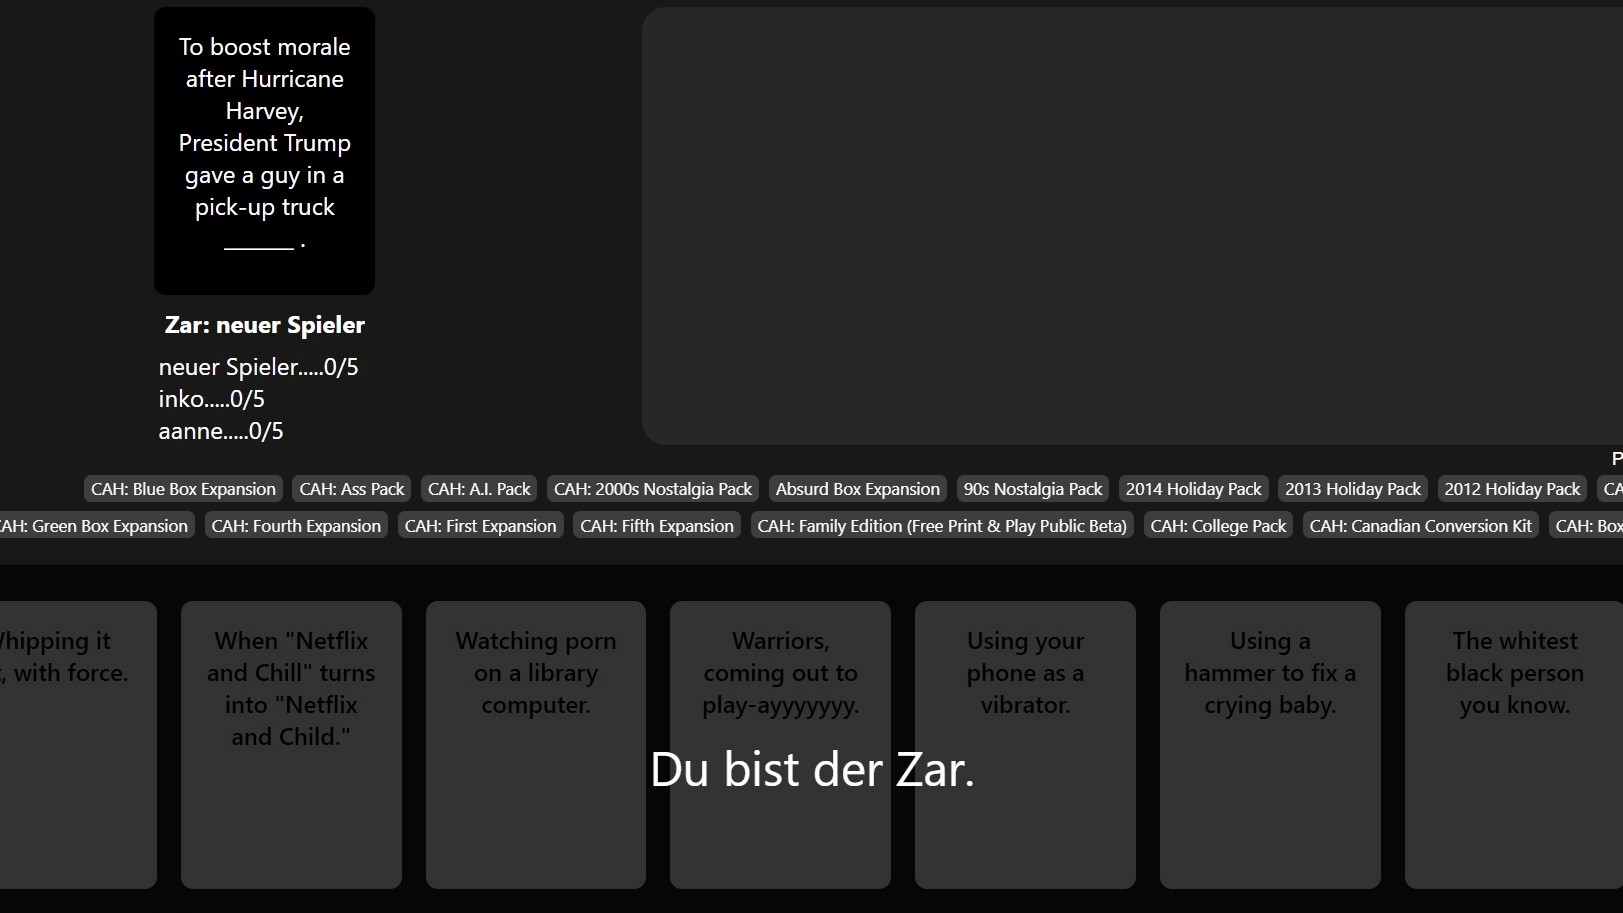 To boost morale
after Hurricane
Harvey,
President Trump
gave a guy in a
pick-up truck
______ .
Zar: neuer Spieler
neuer Spieler.....0/5
inko.....0/5
aanne.....0/5
P
CAH: Blue Box Expansion CAH: Ass Pack CAH: A.I. Pack CAH: 2000s Nostalgia Pack Absurd Box Expansion 90s Nostalgia Pack 2014 Holiday Pack 2013 Holiday Pack 2012 Holiday Pack CA
CAH: Green Box Expansion CAH: Fourth Expansion CAH: First Expansion CAH: Fifth Expansion CAH: Family Edition (Free Print & Play Public Beta) CAH: College Pack CAH: Canadian Conversion Kit CAH: Box
Whipping it
, with force.
When "Netflix
and Chill" turns
into "Netflix
and Child."
Watching porn
on a library
computer.
Warriors,
coming out to
play-ayyyyyyy.
Using your
phone as a
vibrator.
Using a
hammer to fix a
crying baby.
The whitest
black person
you know.
Du bist der Zar.